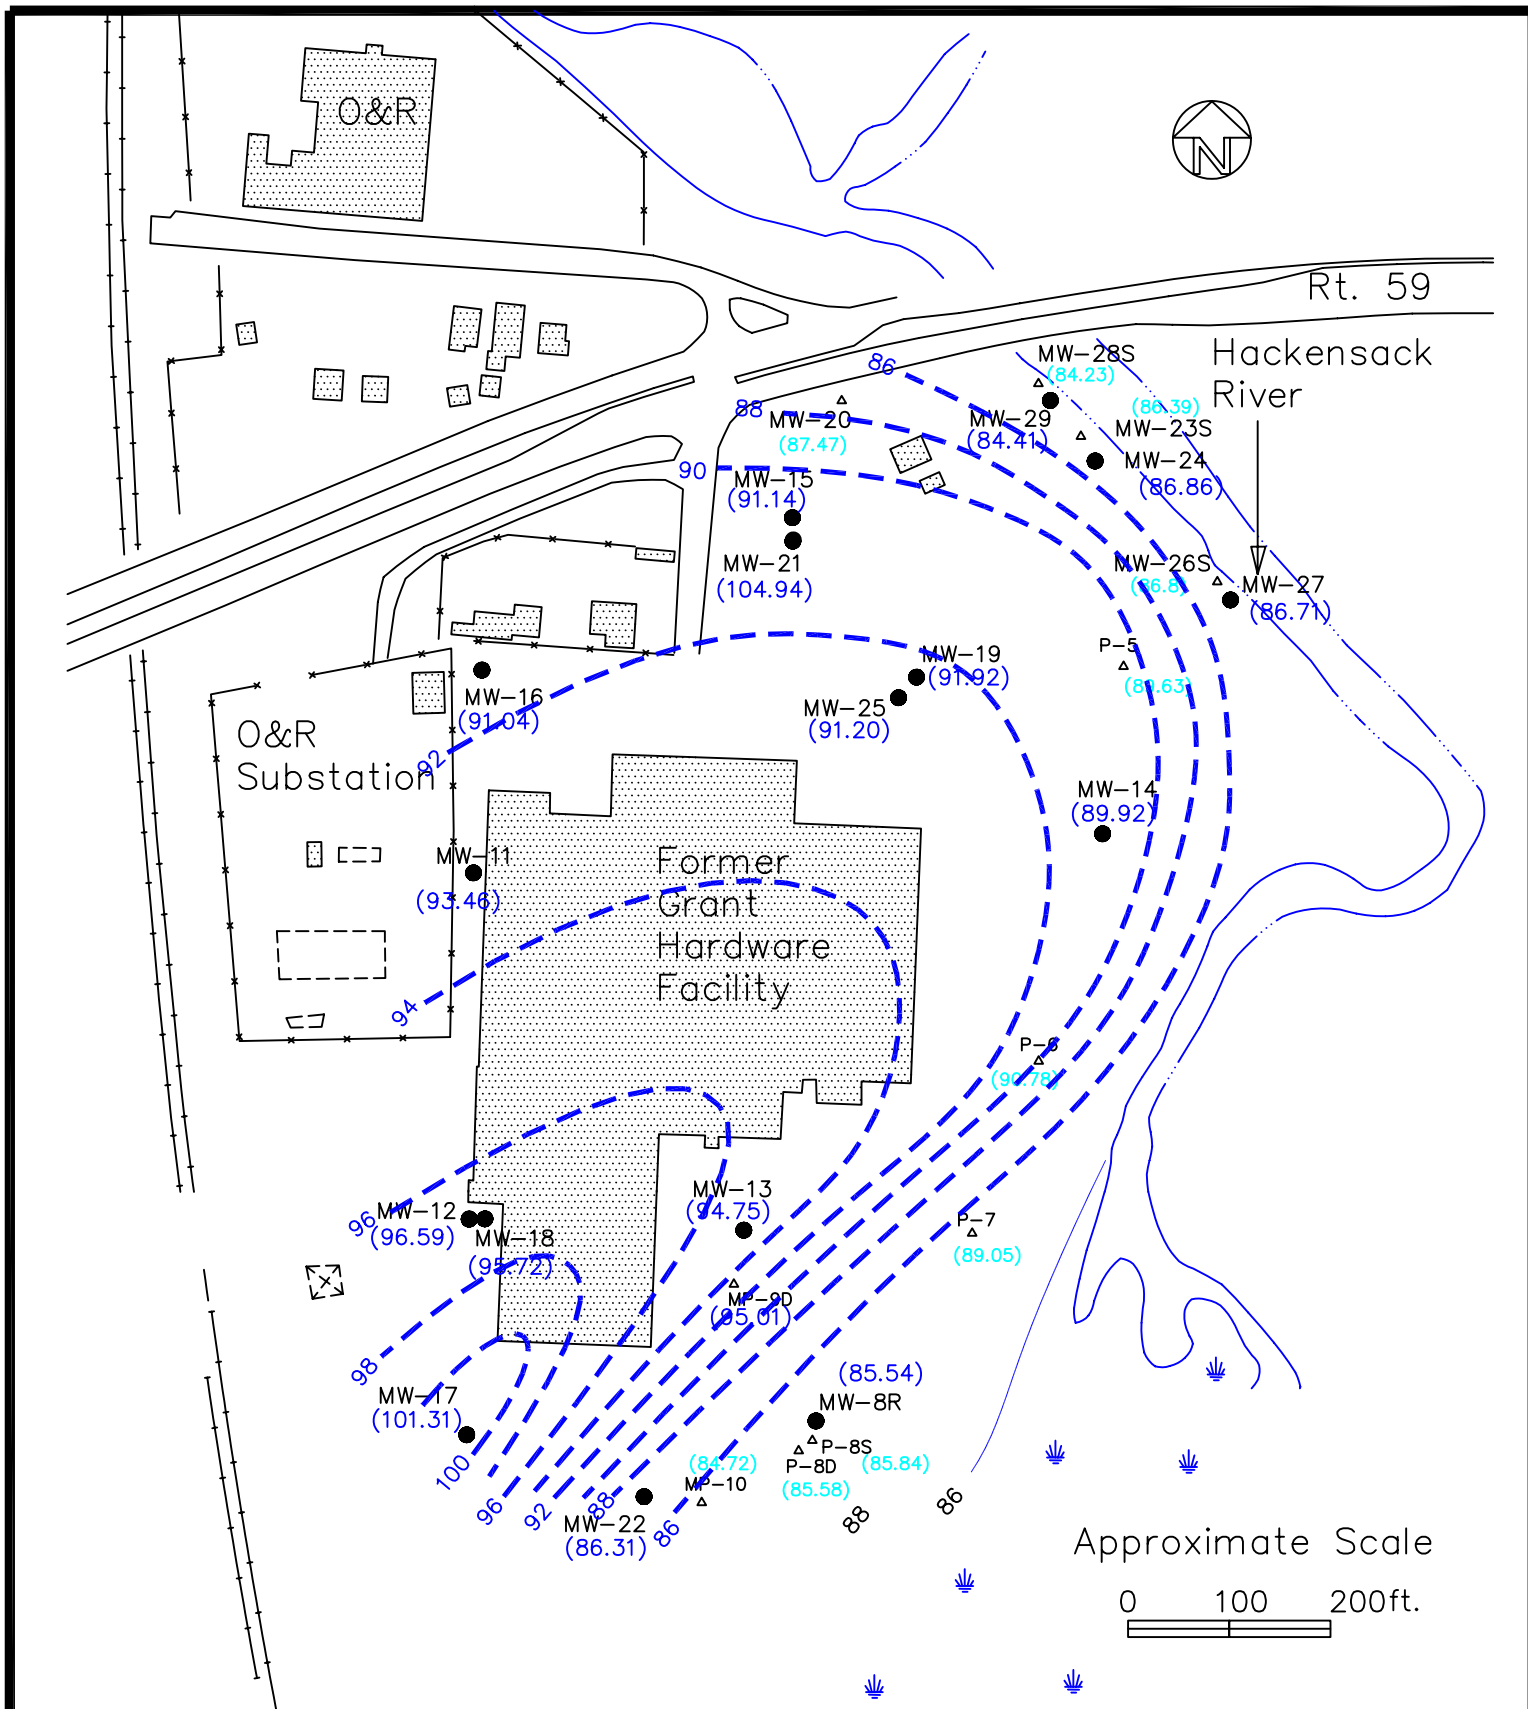 O&R
N
Rt. 59
Hackensack
River
MW-28S
(84.23)
86
88
MW-20
(87.47)
MW-29
(84.41)
(86.39)
MW-23S
MW-24
(86.86)
90
MW-15
(91.14)
MW-21
(104.94)
MW-26S
(86.8)
MW-27
(86.71)
P-5
MW-19
(91.92)
MW-25
(91.20)
MW-16
(91.04)
O&R
Substation
92
MW-14
(89.92)
MW-11
(93.46)
Former
Grant
Hardware
Facility
94
P-6
(90.78)
MW-12
(96.59)
96
MW-18
(95.72)
MW-13
(94.75)
P-7
(89.05)
MP-9D
(95.01)
98
MW-17
(101.31)
(85.54)
MW-8R
P-8S
(85.84)
P-8D
(85.58)
(84.72)
MP-10
100
96
92
88
86
MW-22
(86.31)
88
86
Approximate Scale
0 100 200ft.